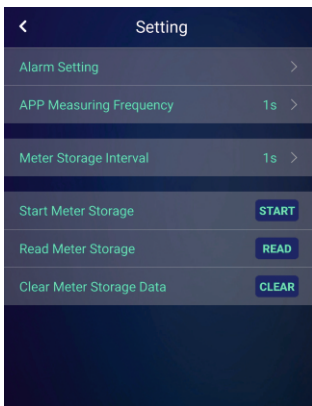 Setting
Alarm Setting
APP Measuring Frequency 1s
Meter Storage Interval 1s
Start Meter Storage START
Read Meter Storage READ
Clear Meter Storage Data CLEAR